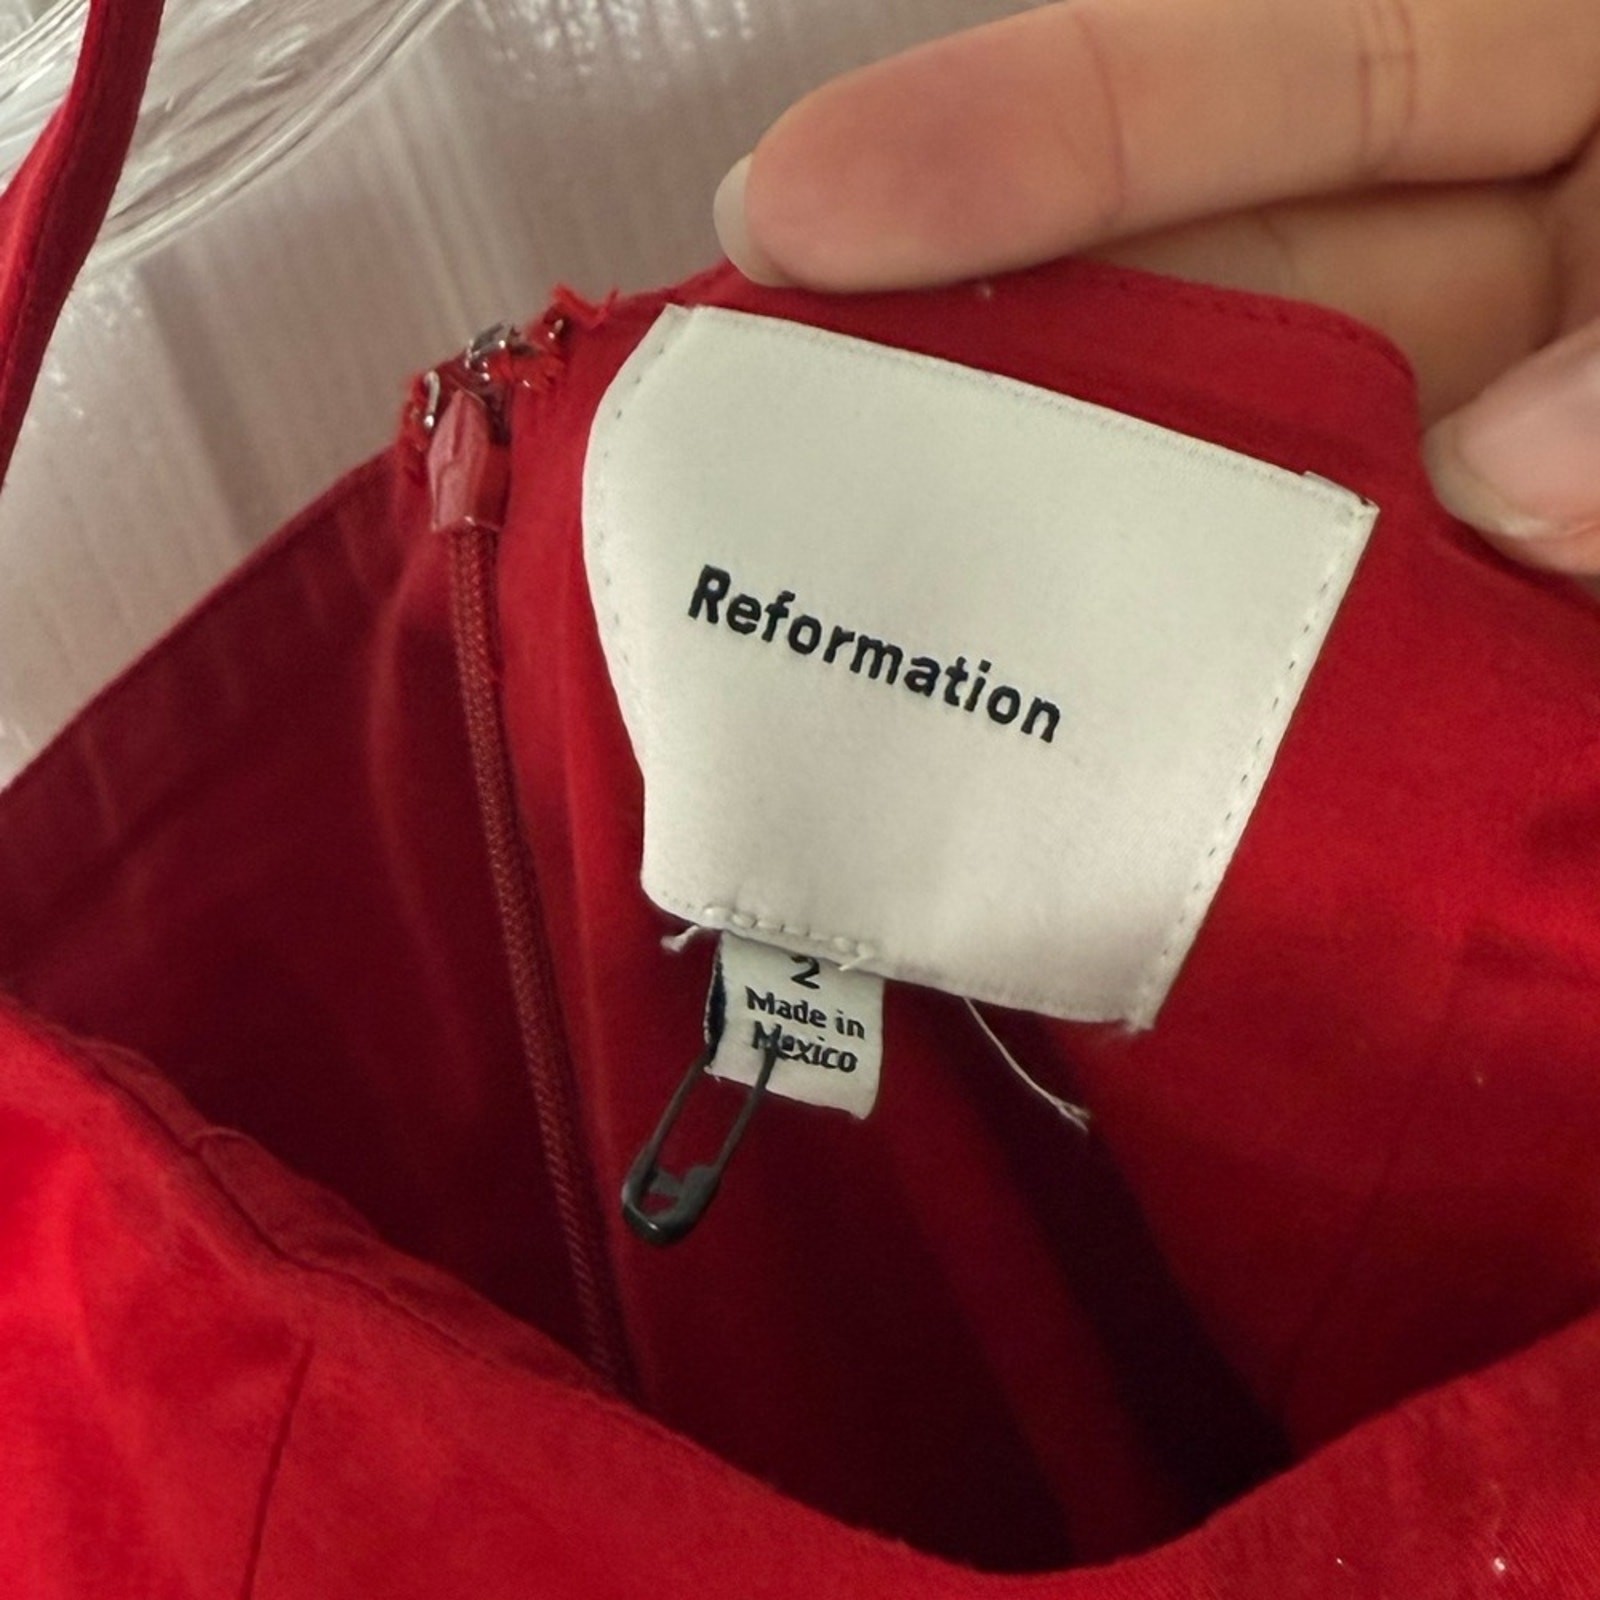 Reformation
2
Made in
Mexico